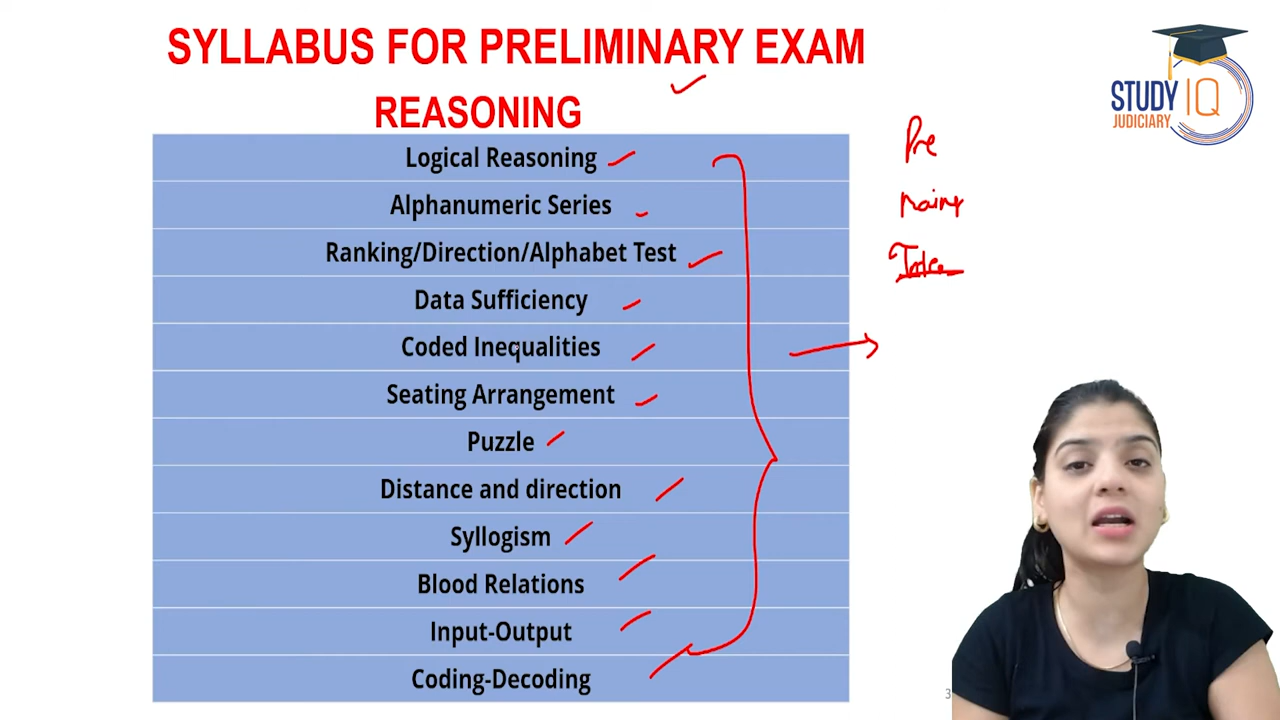 SYLLABUS FOR PRELIMINARY EXAM
REASONING
Logical Reasoning
Alphanumeric Series
Ranking/Direction/Alphabet Test
Data Sufficiency
Coded Inequalities
Seating Arrangement
Puzzle
Distance and direction
Syllogism
Blood Relations
Input-Output
Coding-Decoding
STUDY IQ
JUDICIARY
Pre
3